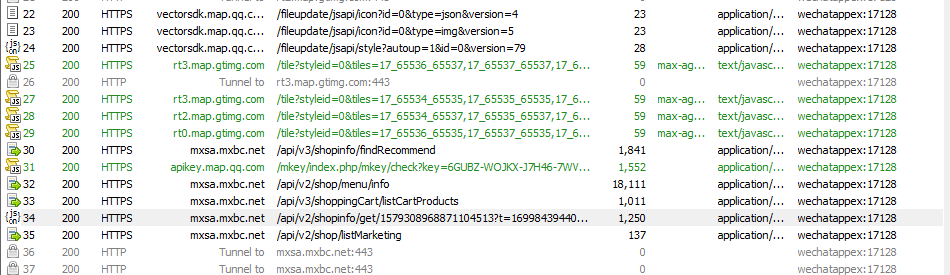 22 200 HTTPS vectorsdk.map.qq.c... /fileupdate/jsapi/icon?id=0&type=json&version=4 23 application/... wechatappex:17128
23 200 HTTPS vectorsdk.map.qq.c... /fileupdate/jsapi/icon?id=0&type=img&version=5 23 application/... wechatappex:17128
24 200 HTTPS vectorsdk.map.qq.c... /fileupdate/jsapi/style?autoup=1&id=0&version=79 28 application/... wechatappex:17128
25 200 HTTPS rt3.map.gtimg.com /tile?styleid=0&tiles=17_65536_65537,17_65537_65537,17_6... 59 max-ag... text/javasc... wechatappex:17128
26 200 HTTP Tunnel to rt3.map.gtimg.com:443 0 wechatappex:17128
27 200 HTTPS rt3.map.gtimg.com /tile?styleid=0&tiles=17_65534_65535,17_65535_65535,17_6... 59 max-ag... text/javasc... wechatappex:17128
28 200 HTTPS rt2.map.gtimg.com /tile?styleid=0&tiles=17_65534_65537,17_65535_65537,17_6... 59 max-ag... text/javasc... wechatappex:17128
29 200 HTTPS rt0.map.gtimg.com /tile?styleid=0&tiles=17_65536_65535,17_65537_65535,17_6... 59 max-ag... text/javasc... wechatappex:17128
30 200 HTTPS mxsa.mxbc.net /api/v3/shopinfo/findRecommend 1,841 application/... wechatappex:17128
31 200 HTTPS apikey.map.qq.com /mkey/index.php/mkey/check?key=6GUBZ-WOJKX-J7H46-7WV... 1,552 application/... wechatappex:17128
32 200 HTTPS mxsa.mxbc.net /api/v2/shop/menu/info 18,111 application/... wechatappex:17128
33 200 HTTPS mxsa.mxbc.net /api/v3/shoppingCart/listCartProducts 1,011 application/... wechatappex:17128
34 200 HTTPS mxsa.mxbc.net /api/v2/shopinfo/get/1579308968871104513?t=16998439440... 1,250 application/... wechatappex:17128
35 200 HTTPS mxsa.mxbc.net /api/v2/shop/listMarketing 137 application/... wechatappex:17128
36 200 HTTP Tunnel to mxsa.mxbc.net:443 0 wechatappex:17128
37 200 HTTP Tunnel to mxsa.mxbc.net:443 0 wechatappex:17128